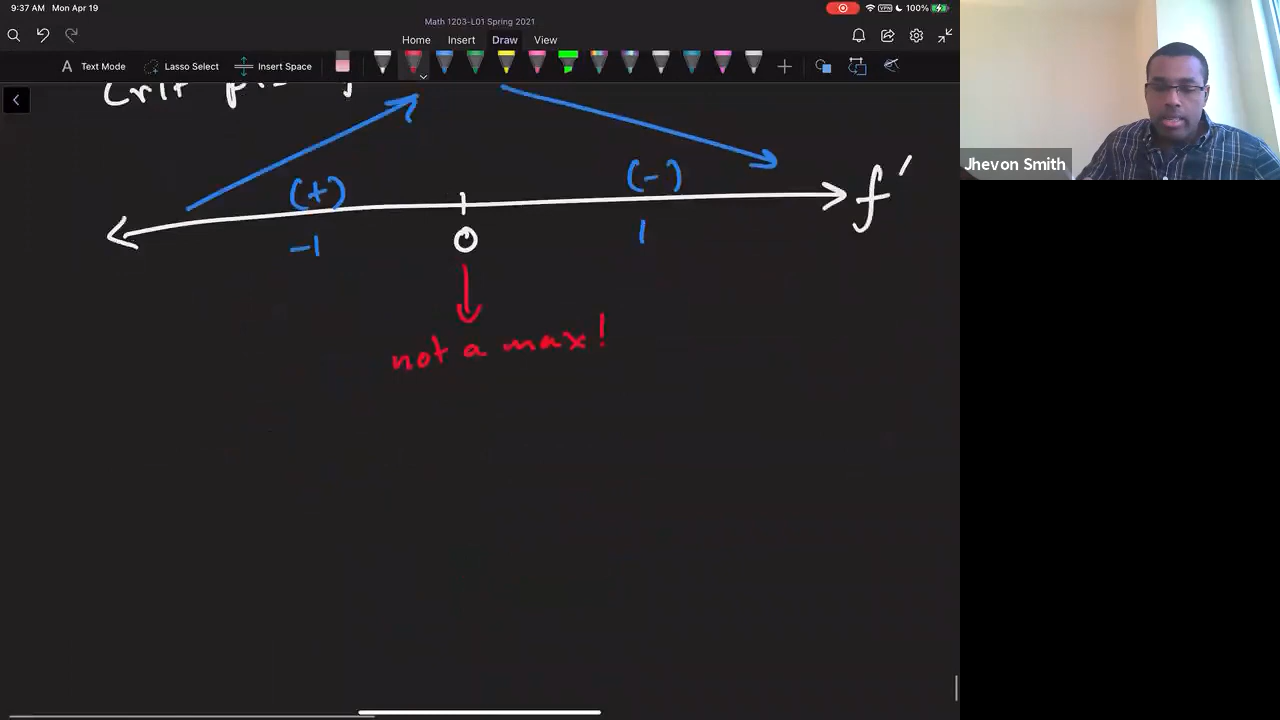 9:37 AM Mon Apr 19
100%
Math 1203-L01 Spring 2021
Home Insert Draw View
Text Mode Lasso Select Insert Space
VPN
Jhevon Smith
(+) (-) f'
-1 0 1
not a max!